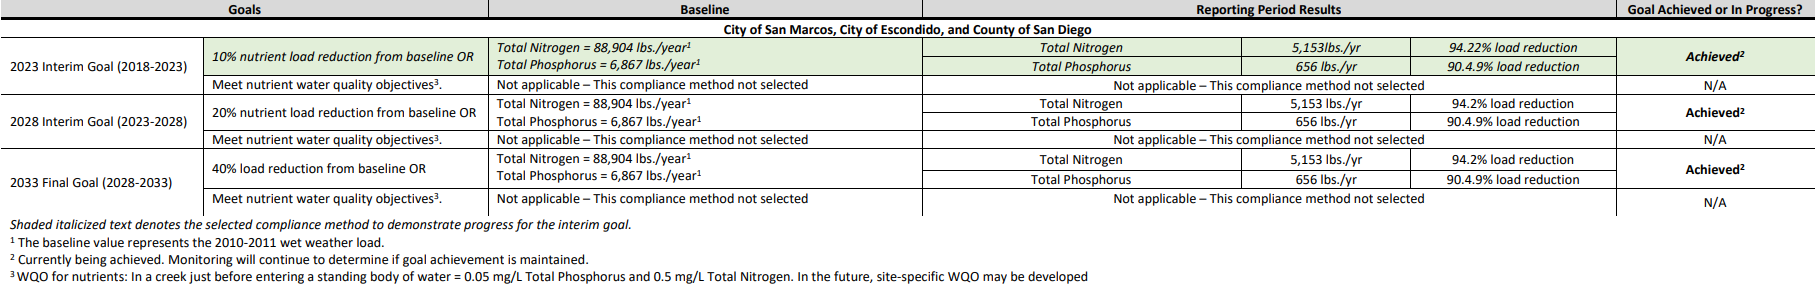 Goals Baseline Reporting Period Results Goal Achieved or In Progress?
City of San Marcos, City of Escondido, and County of San Diego
2023 Interim Goal (2018-2023)
10% nutrient load reduction from baseline OR
Total Nitrogen = 88,904 lbs./year¹
Total Phosphorus = 6,867 lbs./year¹
Total Nitrogen 5,153lbs./yr 94.22% load reduction
Total Phosphorus 656 lbs./yr 90.4.9% load reduction
Achieved²
Meet nutrient water quality objectives³. Not applicable – This compliance method not selected Not applicable – This compliance method not selected N/A
2028 Interim Goal (2023-2028)
20% nutrient load reduction from baseline OR
Total Nitrogen = 88,904 lbs./year¹
Total Phosphorus = 6,867 lbs./year¹
Total Nitrogen 5,153 lbs./yr 94.2% load reduction
Total Phosphorus 656 lbs./yr 90.4.9% load reduction
Achieved²
Meet nutrient water quality objectives³. Not applicable – This compliance method not selected Not applicable – This compliance method not selected N/A
2033 Final Goal (2028-2033)
40% load reduction from baseline OR
Total Nitrogen = 88,904 lbs./year¹
Total Phosphorus = 6,867 lbs./year¹
Total Nitrogen 5,153 lbs./yr 94.2% load reduction
Total Phosphorus 656 lbs./yr 90.4.9% load reduction
Achieved²
Meet nutrient water quality objectives³. Not applicable – This compliance method not selected Not applicable – This compliance method not selected N/A
Shaded italicized text denotes the selected compliance method to demonstrate progress for the interim goal.
¹ The baseline value represents the 2010-2011 wet weather load.
² Currently being achieved. Monitoring will continue to determine if goal achievement is maintained.
³ WQO for nutrients: In a creek just before entering a standing body of water = 0.05 mg/L Total Phosphorus and 0.5 mg/L Total Nitrogen. In the future, site-specific WQO may be developed